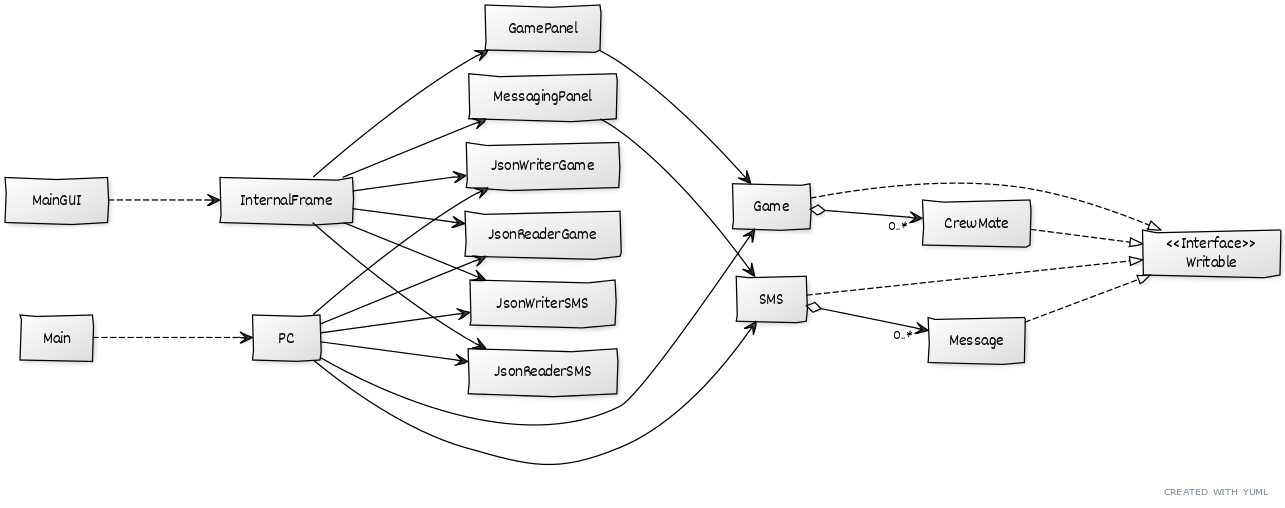 GamePanel
MessagingPanel
JsonWriterGame
MainGUI
InternalFrame
JsonReaderGame
Game
0..*
CrewMate
<<Interface>>
Writable
JsonWriterSMS
SMS
0..*
Message
Main
PC
JsonReaderSMS
CREATED WITH YUML